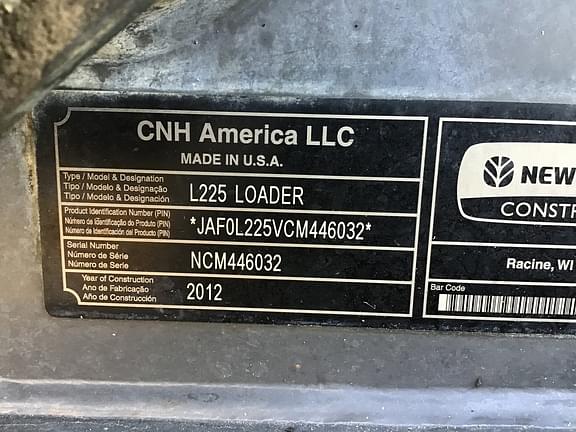 CNH America LLC
MADE IN U.S.A.
Type / Model & Designation
Tipo / Modelo & Designação
Tipo / Modelo & Designación
L225 LOADER
Product Identification Number (PIN)
Número de Identificação do Produto (PIN)
Número de Identificación del Producto (PIN)
*JAF0L225VCM446032*
Serial Number
Número de Série
Número de Serie
NCM446032
Year of Construction
Ano de Fabricação
Año de Construcción
2012
NEW
CONSTR
Racine, WI
Bar Code